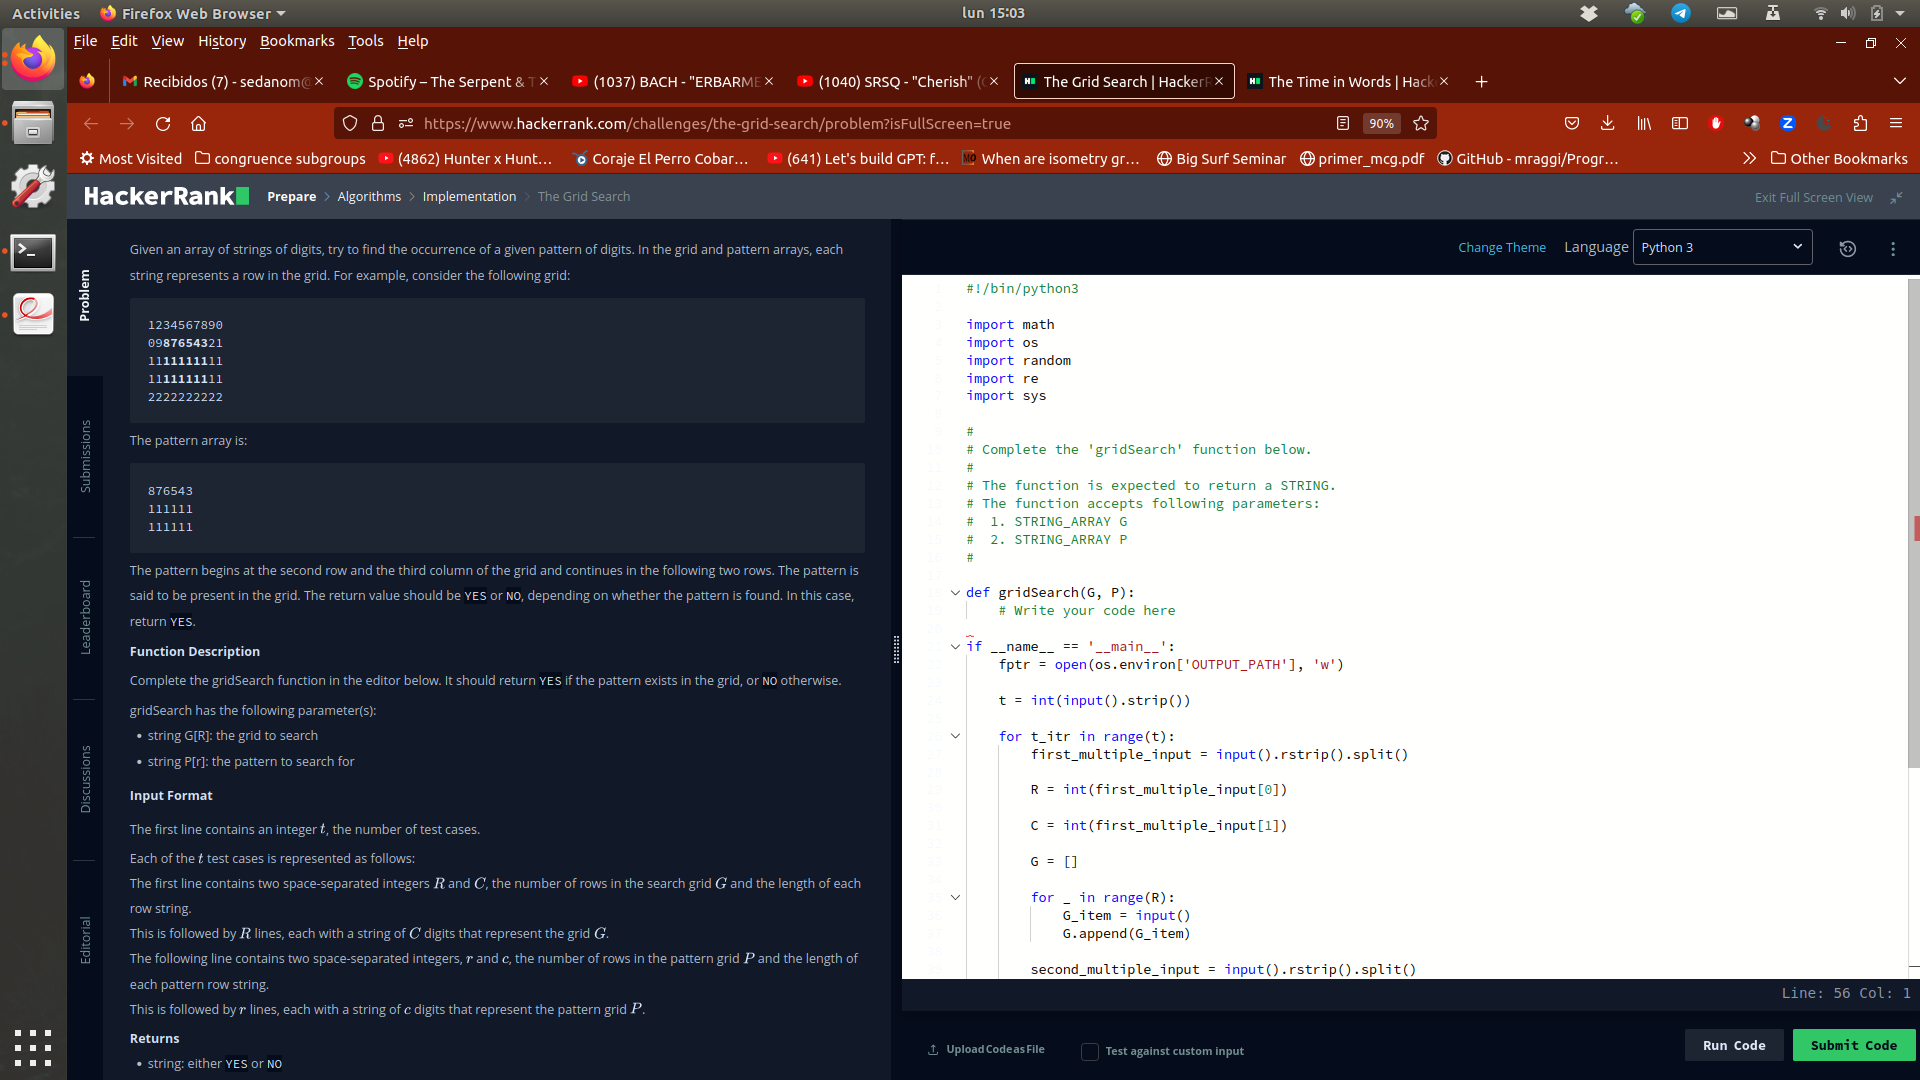 Activities Firefox Web Browser lun 15:03
File Edit View History Bookmarks Tools Help
Recibidos (7) - sedanom@ Spotify – The Serpent & T (1037) BACH - "ERBARME (1040) SRSQ - "Cherish" (C The Grid Search | HackerR The Time in Words | Hack
https://www.hackerrank.com/challenges/the-grid-search/problem?isFullScreen=true 90%
Most Visited congruence subgroups (4862) Hunter x Hunt… Coraje El Perro Cobar… (641) Let's build GPT: f… When are isometry gr… Big Surf Seminar primer_mcg.pdf GitHub - mraggi/Progr… Other Bookmarks
HackerRank Prepare Algorithms Implementation The Grid Search Exit Full Screen View
Problem
Submissions
Leaderboard
Discussions
Editorial
Given an array of strings of digits, try to find the occurrence of a given pattern of digits. In the grid and pattern arrays, each
string represents a row in the grid. For example, consider the following grid:
1234567890
0987654321
1111111111
1111111111
2222222222
The pattern array is:
876543
111111
111111
The pattern begins at the second row and the third column of the grid and continues in the following two rows. The pattern is
said to be present in the grid. The return value should be YES or NO, depending on whether the pattern is found. In this case,
return YES.
Function Description
Complete the gridSearch function in the editor below. It should return YES if the pattern exists in the grid, or NO otherwise.
gridSearch has the following parameter(s):
• string G[R]: the grid to search
• string P[r]: the pattern to search for
Input Format
The first line contains an integer t, the number of test cases.
Each of the t test cases is represented as follows:
The first line contains two space-separated integers R and C, the number of rows in the search grid G and the length of each
row string.
This is followed by R lines, each with a string of C digits that represent the grid G.
The following line contains two space-separated integers, r and c, the number of rows in the pattern grid P and the length of
each pattern row string.
This is followed by r lines, each with a string of c digits that represent the pattern grid P.
Returns
• string: either YES or NO
Change Theme Language Python 3
#!/bin/python3
import math
import os
import random
import re
import sys
#
# Complete the 'gridSearch' function below.
#
# The function is expected to return a STRING.
# The function accepts following parameters:
#  1. STRING_ARRAY G
#  2. STRING_ARRAY P
#
def gridSearch(G, P):
    # Write your code here
if __name__ == '__main__':
    fptr = open(os.environ['OUTPUT_PATH'], 'w')
    t = int(input().strip())
    for t_itr in range(t):
        first_multiple_input = input().rstrip().split()
        R = int(first_multiple_input[0])
        C = int(first_multiple_input[1])
        G = []
        for _ in range(R):
            G_item = input()
            G.append(G_item)
        second_multiple_input = input().rstrip().split()
Line: 56 Col: 1
Upload Code as File Test against custom input Run Code Submit Code